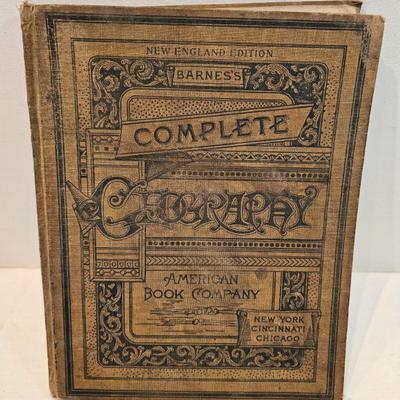 NEW ENGLAND EDITION
BARNES'S
COMPLETE
GEOGRAPHY
AMERICAN
BOOK COMPANY
NEW YORK
CINCINNATI
CHICAGO